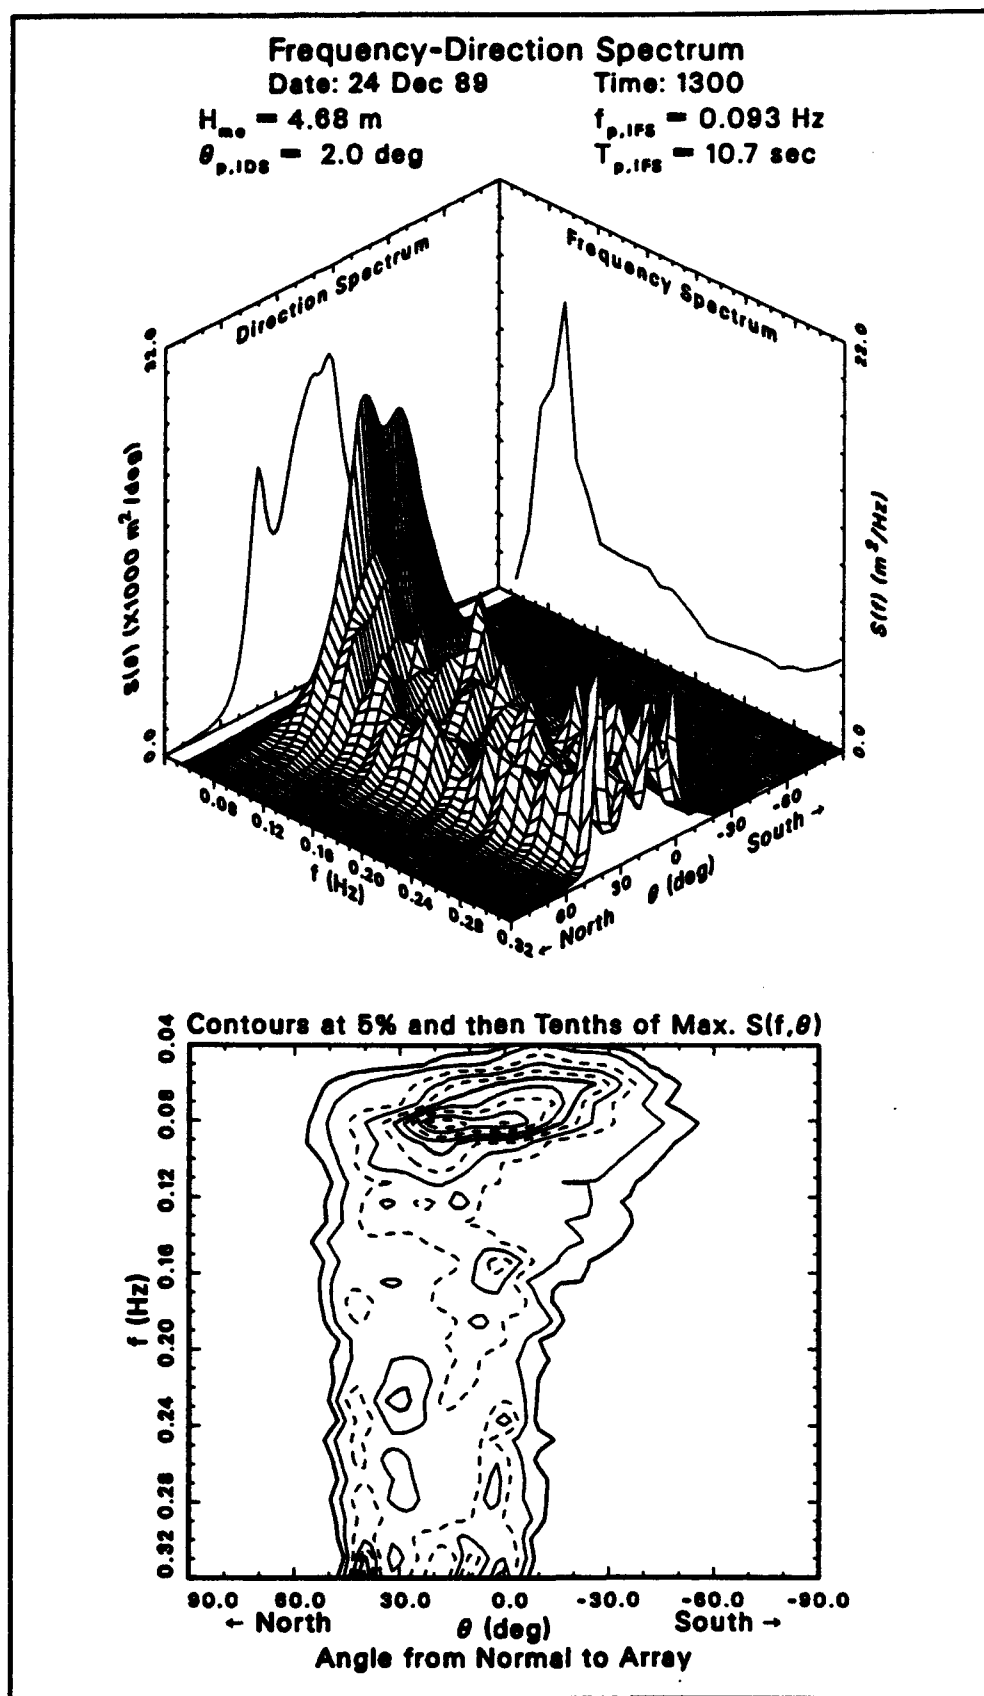 Frequency-Direction Spectrum
Date: 24 Dec 89 Time: 1300
H_mo = 4.68 m f_p,IFS = 0.093 Hz
θ_p,IDS = 2.0 deg T_p,IFS = 10.7 sec
Direction Spectrum
Frequency Spectrum
22.0
S(θ) (x1000 m²/deg)
0.0
22.0
S(f) (m²/Hz)
0.0
0.08 0.12 0.16 0.20 0.24 0.28 0.32
f (Hz)
60 30 0 -30 -60
← North θ (deg) South →
Contours at 5% and then Tenths of Max. S(f,θ)
0.04
0.08
0.12
0.16
0.20
0.24
0.28
0.32
f (Hz)
90.0 60.0 30.0 0.0 -30.0 -60.0 -90.0
← North θ (deg) South →
Angle from Normal to Array